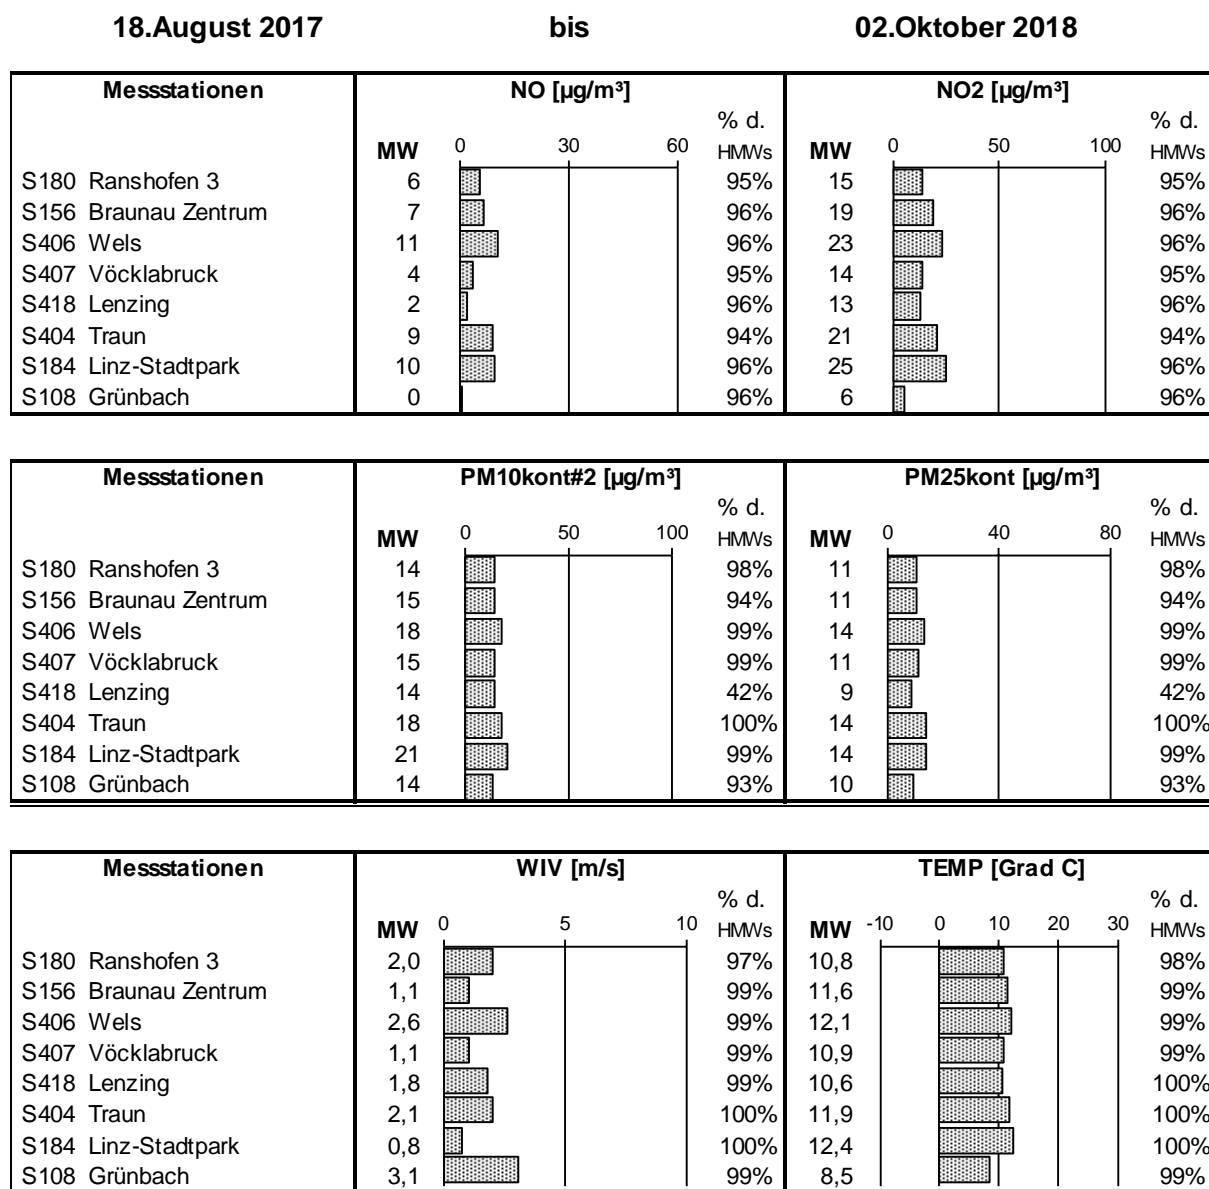 18.August 2017 bis 02.Oktober 2018
Messstationen NO [µg/m³] NO2 [µg/m³]
% d. % d.
MW 0 30 60 HMWs MW 0 50 100 HMWs
S180 Ranshofen 3 6 95% 15 95%
S156 Braunau Zentrum 7 96% 19 96%
S406 Wels 11 96% 23 96%
S407 Vöcklabruck 4 95% 14 95%
S418 Lenzing 2 96% 13 96%
S404 Traun 9 94% 21 94%
S184 Linz-Stadtpark 10 96% 25 96%
S108 Grünbach 0 96% 6 96%
Messstationen PM10kont#2 [µg/m³] PM25kont [µg/m³]
% d. % d.
MW 0 50 100 HMWs MW 0 40 80 HMWs
S180 Ranshofen 3 14 98% 11 98%
S156 Braunau Zentrum 15 94% 11 94%
S406 Wels 18 99% 14 99%
S407 Vöcklabruck 15 99% 11 99%
S418 Lenzing 14 42% 9 42%
S404 Traun 18 100% 14 100%
S184 Linz-Stadtpark 21 99% 14 99%
S108 Grünbach 14 93% 10 93%
Messstationen WIV [m/s] TEMP [Grad C]
% d. % d.
MW 0 5 10 HMWs MW -10 0 10 20 30 HMWs
S180 Ranshofen 3 2,0 97% 10,8 98%
S156 Braunau Zentrum 1,1 99% 11,6 99%
S406 Wels 2,6 99% 12,1 99%
S407 Vöcklabruck 1,1 99% 10,9 99%
S418 Lenzing 1,8 99% 10,6 100%
S404 Traun 2,1 100% 11,9 100%
S184 Linz-Stadtpark 0,8 100% 12,4 100%
S108 Grünbach 3,1 99% 8,5 99%